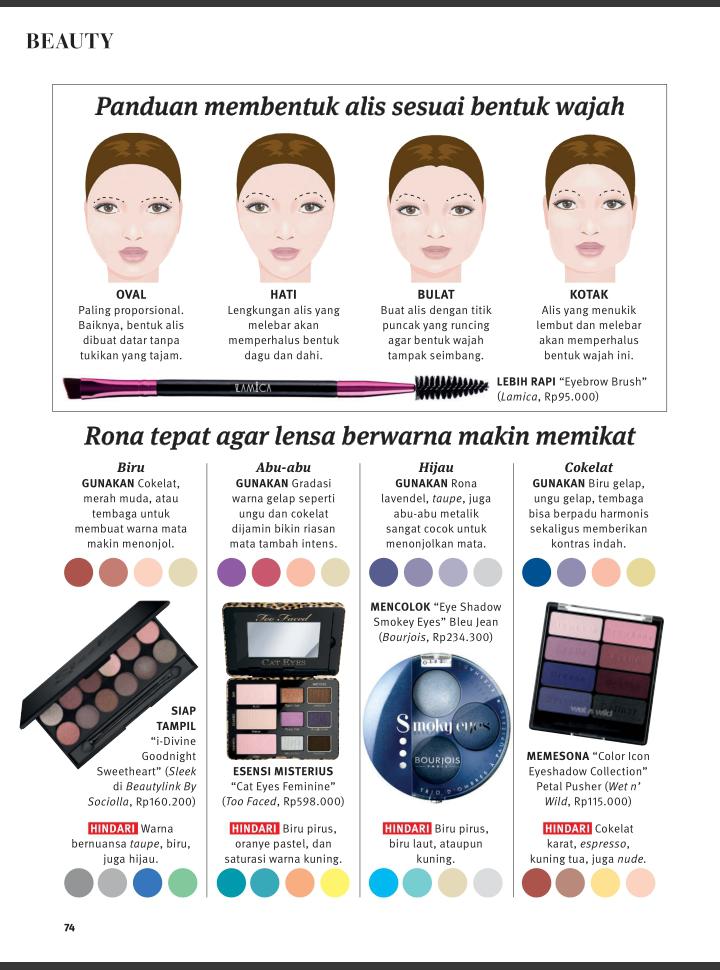 BEAUTY
Panduan membentuk alis sesuai bentuk wajah
OVAL
Paling proporsional.
Baiknya, bentuk alis
dibuat datar tanpa
tukikan yang tajam.
HATI
Lengkungan alis yang
melebar akan
memperhalus bentuk
dagu dan dahi.
BULAT
Buat alis dengan titik
puncak yang runcing
agar bentuk wajah
tampak seimbang.
KOTAK
Alis yang menukik
lembut dan melebar
akan memperhalus
bentuk wajah ini.
LAMICA
LEBIH RAPI “Eyebrow Brush”
(Lamica, Rp95.000)
Rona tepat agar lensa berwarna makin memikat
Biru
GUNAKAN Cokelat,
merah muda, atau
tembaga untuk
membuat warna mata
makin menonjol.
SIAP
TAMPIL
“i-Divine
Goodnight
Sweetheart” (Sleek
di Beautylink By
Sociolla, Rp160.200)
HINDARI Warna
bernuansa taupe, biru,
juga hijau.
Abu-abu
GUNAKAN Gradasi
warna gelap seperti
ungu dan cokelat
dijamin bikin riasan
mata tambah intens.
Too Faced
CAT EYES
ESENSI MISTERIUS
“Cat Eyes Feminine”
(Too Faced, Rp598.000)
HINDARI Biru pirus,
oranye pastel, dan
saturasi warna kuning.
Hijau
GUNAKAN Rona
lavendel, taupe, juga
abu-abu metalik
sangat cocok untuk
menonjolkan mata.
MENCOLOK “Eye Shadow
Smokey Eyes” Bleu Jean
(Bourjois, Rp234.300)
Smoky eyes
BOURJOIS
PARIS
HINDARI Biru pirus,
biru laut, ataupun
kuning.
Cokelat
GUNAKAN Biru gelap,
ungu gelap, tembaga
bisa berpadu harmonis
sekaligus memberikan
kontras indah.
wet n wild
MEMESONA “Color Icon
Eyeshadow Collection”
Petal Pusher (Wet n’
Wild, Rp115.000)
HINDARI Cokelat
karat, espresso,
kuning tua, juga nude.
74